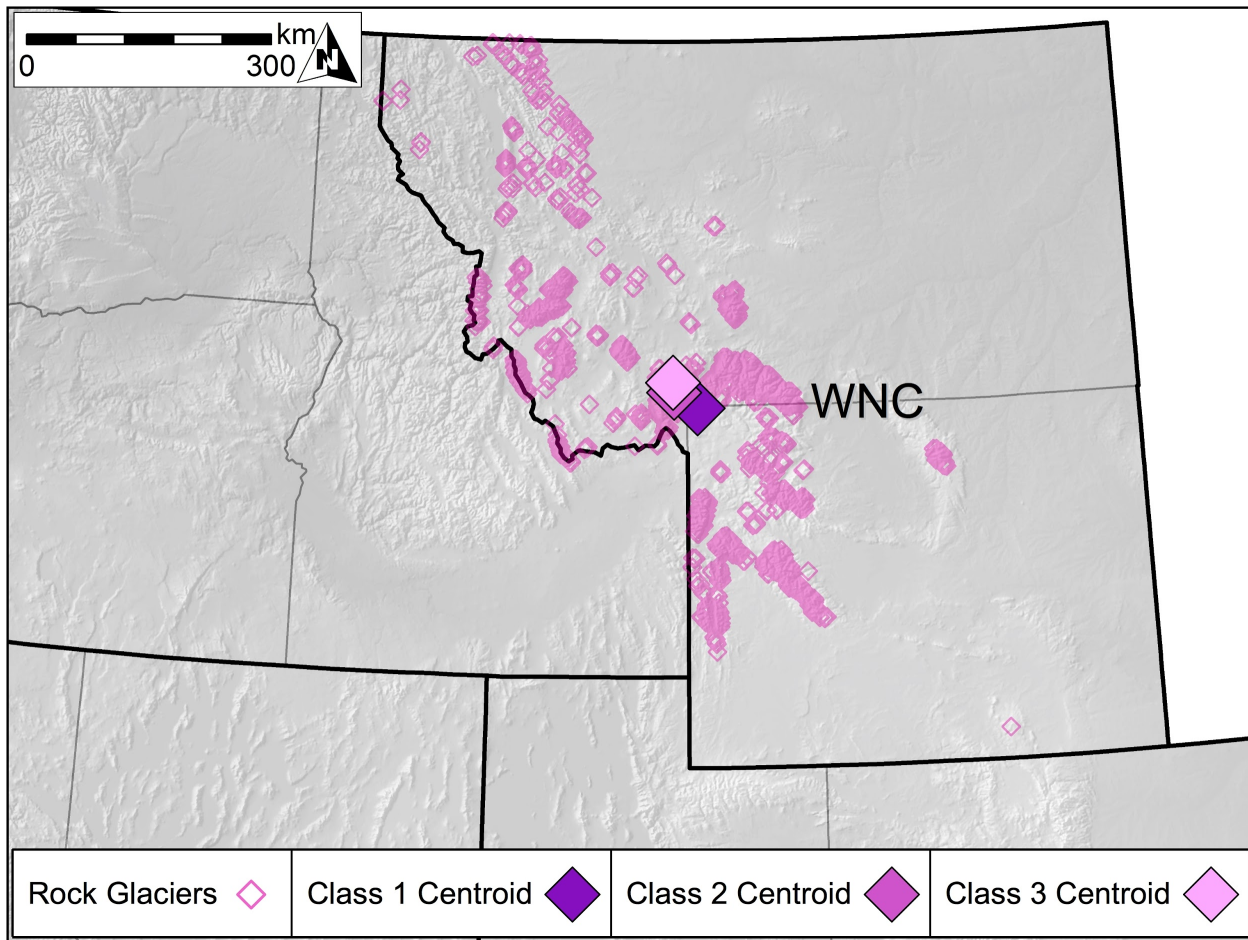 km
N
0 300
WNC
Rock Glaciers
Class 1 Centroid
Class 2 Centroid
Class 3 Centroid